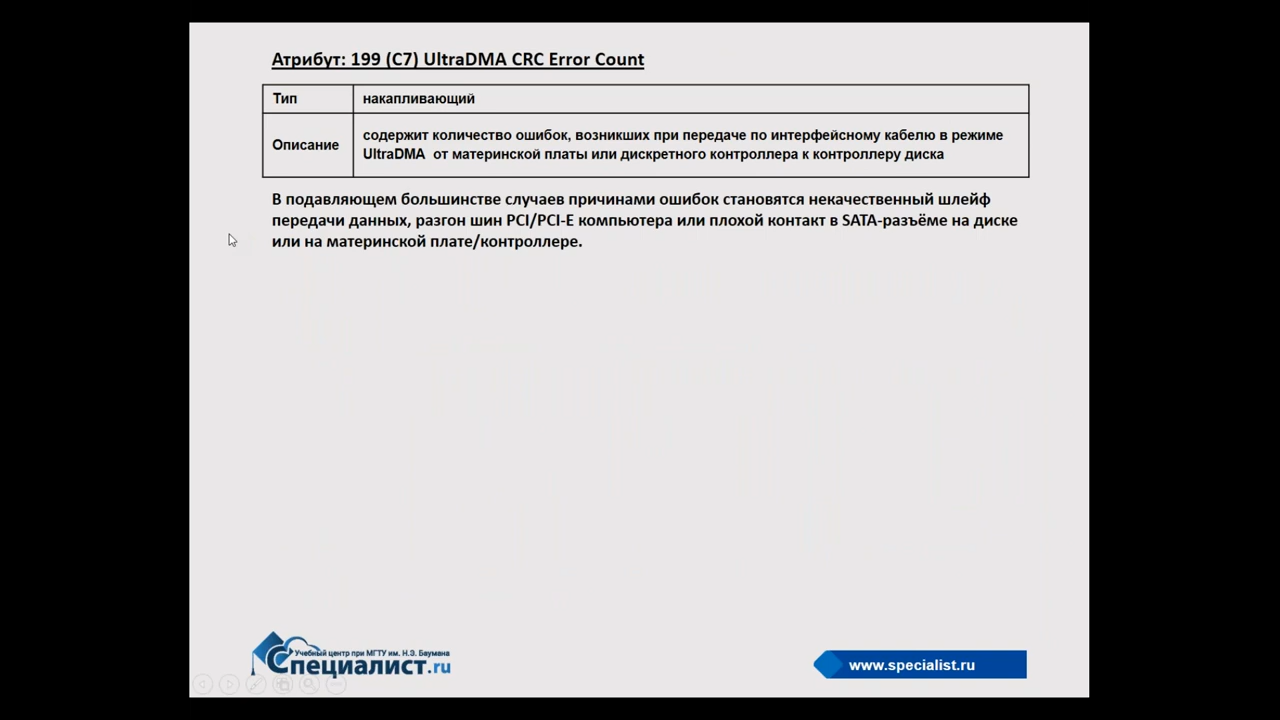 Атрибут: 199 (C7) UltraDMA CRC Error Count
Тип накапливающий
Описание содержит количество ошибок, возникших при передаче по интерфейсному кабелю в режиме
UltraDMA от материнской платы или дискретного контроллера к контроллеру диска
В подавляющем большинстве случаев причинами ошибок становятся некачественный шлейф
передачи данных, разгон шин PCI/PCI-E компьютера или плохой контакт в SATA-разъёме на диске
или на материнской плате/контроллере.
Учебный центр при МГТУ им. Н.Э. Баумана
Специалист.ru
www.specialist.ru